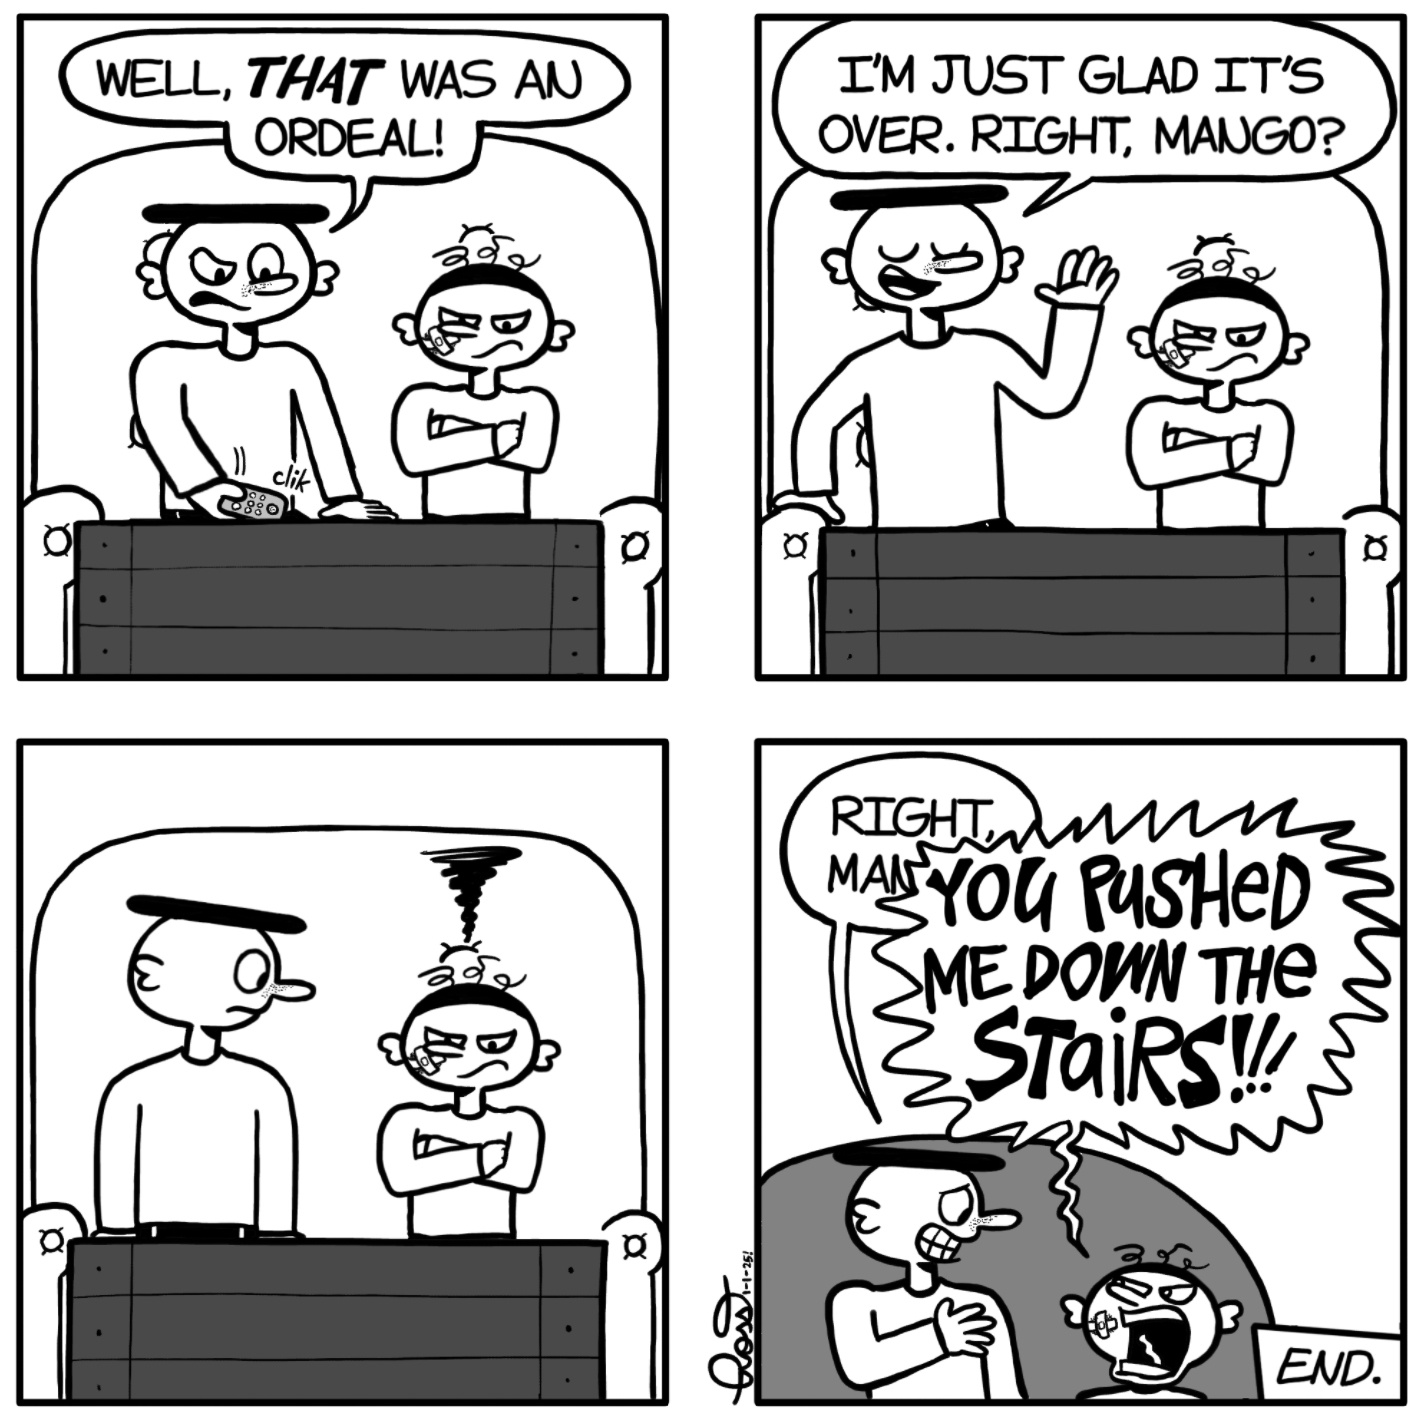 WELL, THAT WAS AN
ORDEAL!
clik
I'M JUST GLAD IT'S
OVER. RIGHT, MANGO?
RIGHT,
MAN
YOU PUSHED
ME DOWN THE
STAIRS!!!
END.
Ross 1-1-25!